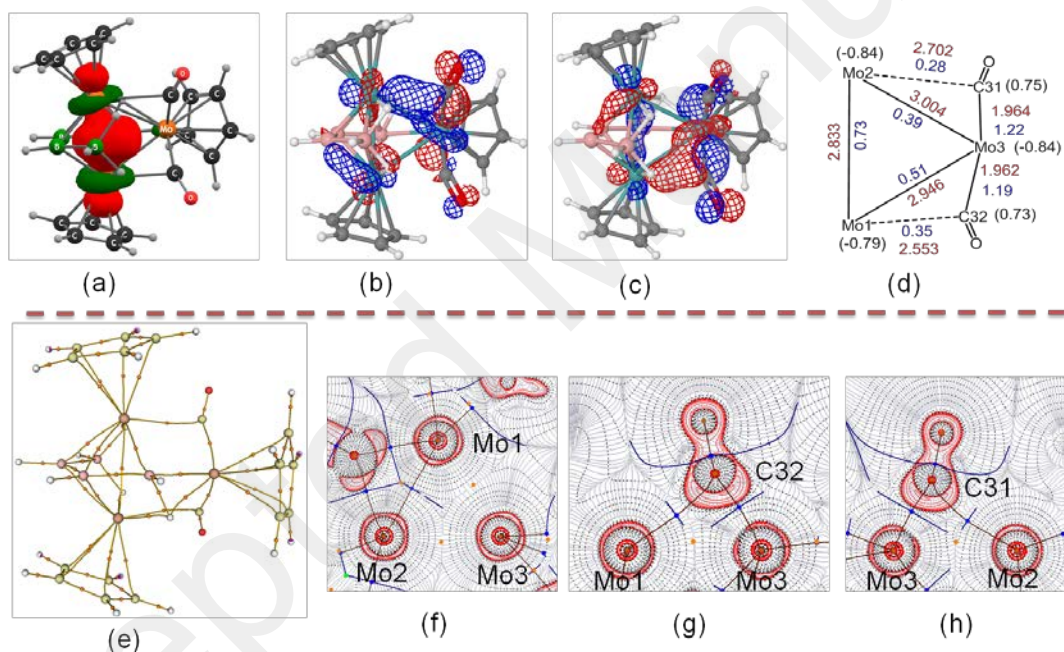 B B Mo C C C C C O O
(a)
(b)
(c)
(-0.84)
Mo2
2.702
0.28
O
C31 (0.75)
3.004
0.39
1.964
1.22
2.833
0.73
Mo3 (-0.84)
0.51
2.946
1.962
1.19
Mo1
(-0.79)
0.35
2.553
C32 (0.73)
O
(d)
(e)
Mo1
Mo2
Mo3
(f)
C32
Mo1
Mo3
(g)
C31
Mo3
Mo2
(h)